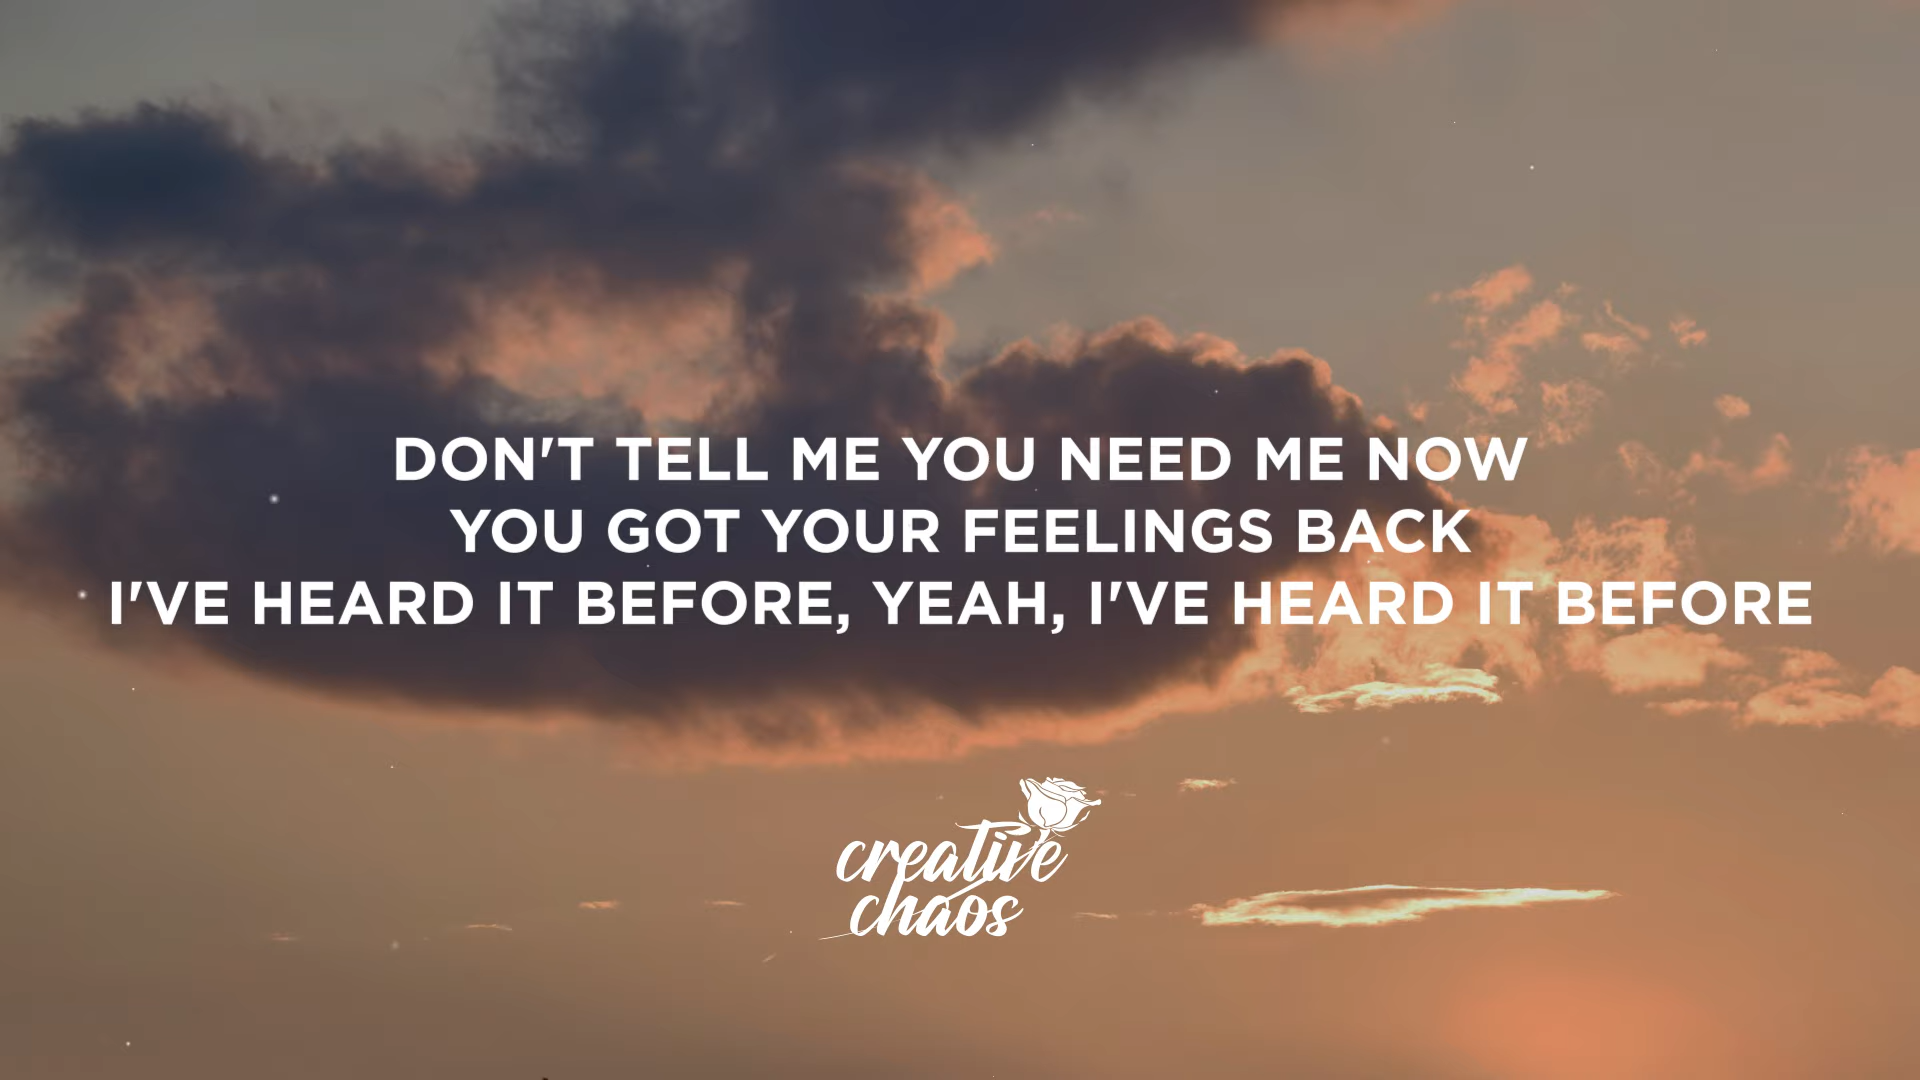 DON'T TELL ME YOU NEED ME NOW
YOU GOT YOUR FEELINGS BACK
I'VE HEARD IT BEFORE, YEAH, I'VE HEARD IT BEFORE
creative
chaos